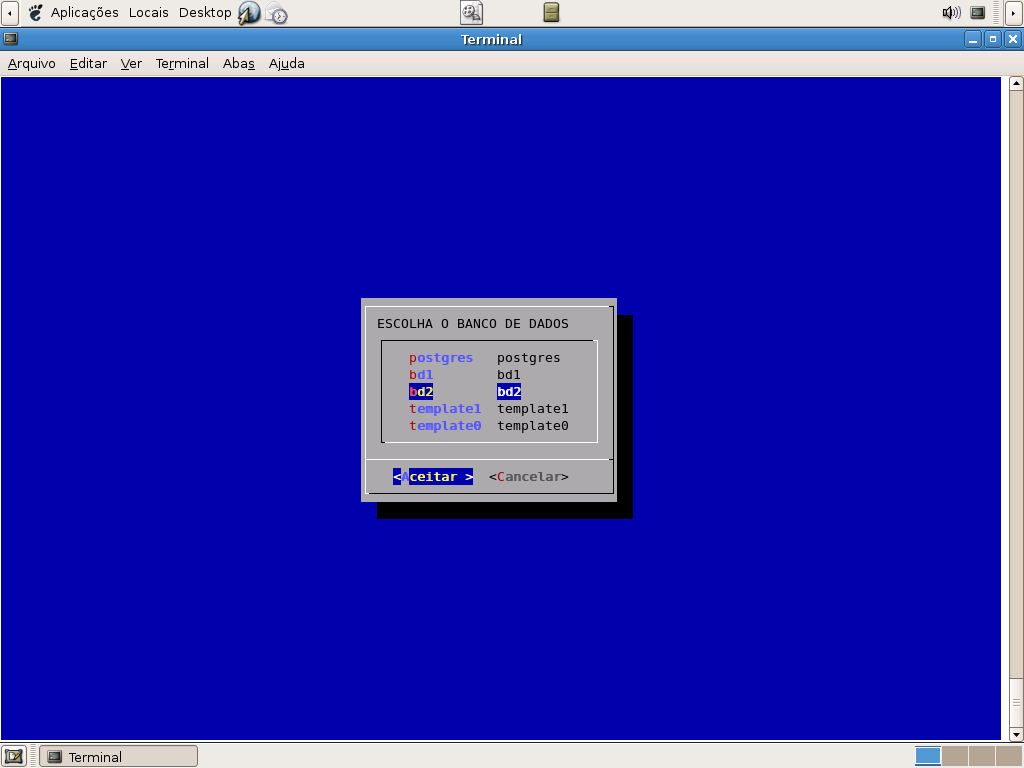 Aplicações Locais Desktop
Terminal
Arquivo Editar Ver Terminal Abas Ajuda
ESCOLHA O BANCO DE DADOS
postgres postgres
bd1 bd1
bd2 bd2
template1 template1
template0 template0
<Aceitar > <Cancelar>
Terminal